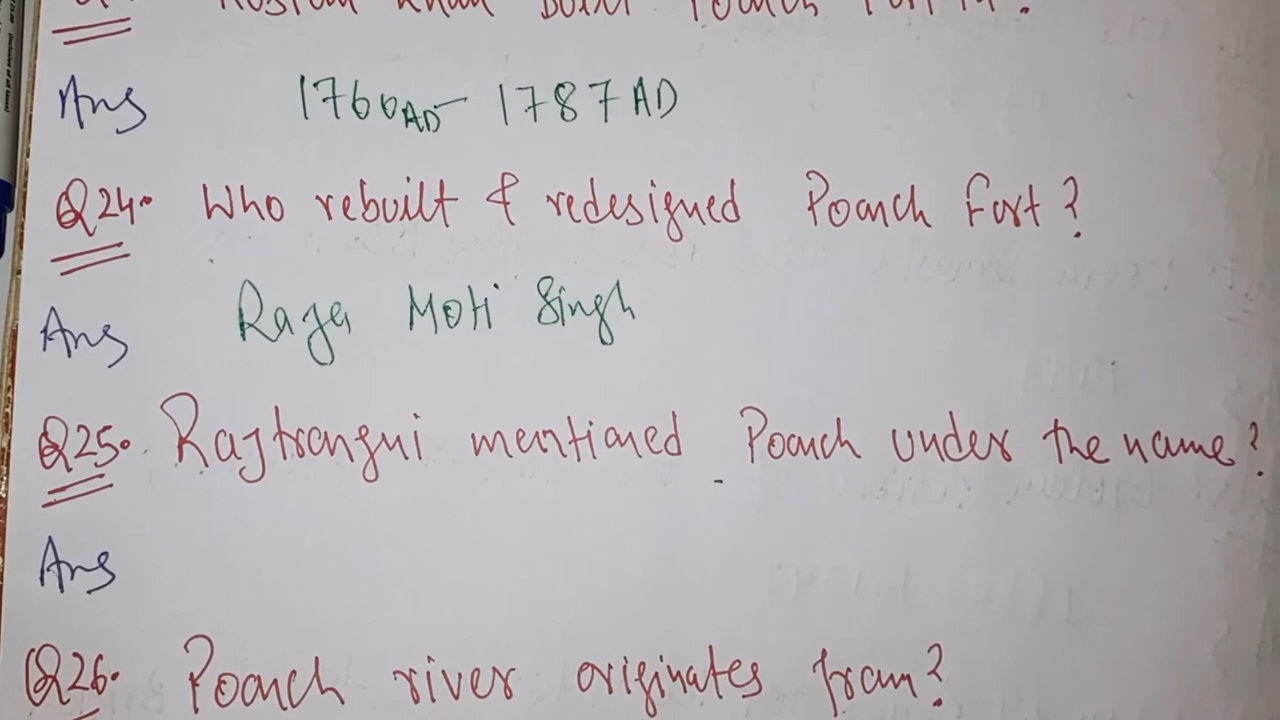 Ans 1760AD - 1787AD
Q24. Who rebuilt & redesigned Poonch Fort?
Ans Raja Moti Singh
Q25. Rajtrangni mentioned Poonch under the name?
Ans
Q26. Poonch river originates from?